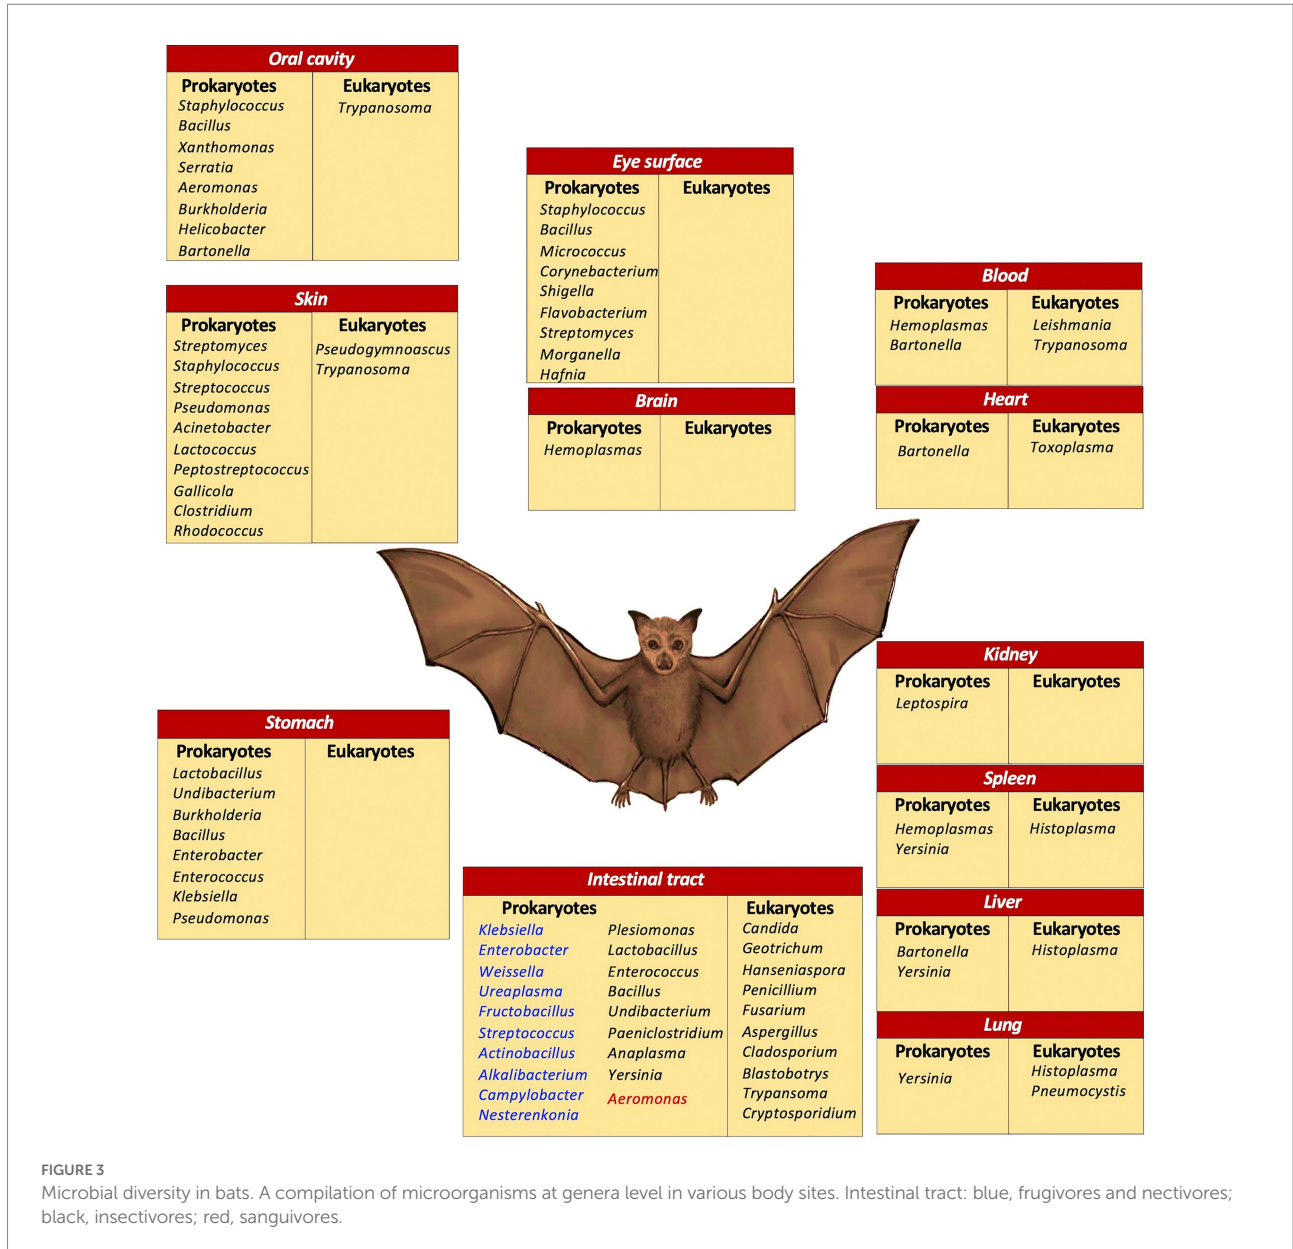 Oral cavity
Prokaryotes Eukaryotes
Staphylococcus Trypanosoma
Bacillus
Xanthomonas
Serratia
Aeromonas
Burkholderia
Helicobacter
Bartonella
Eye surface
Prokaryotes Eukaryotes
Staphylococcus
Bacillus
Micrococcus
Corynebacterium
Shigella
Flavobacterium
Streptomyces
Morganella
Hafnia
Blood
Prokaryotes Eukaryotes
Hemoplasmas Leishmania
Bartonella Trypanosoma
Skin
Prokaryotes Eukaryotes
Streptomyces Pseudogymnoascus
Staphylococcus Trypanosoma
Streptococcus
Pseudomonas
Acinetobacter
Lactococcus
Peptostreptococcus
Gallicola
Clostridium
Rhodococcus
Brain
Prokaryotes Eukaryotes
Hemoplasmas
Heart
Prokaryotes Eukaryotes
Bartonella Toxoplasma
Kidney
Prokaryotes Eukaryotes
Leptospira
Stomach
Prokaryotes Eukaryotes
Lactobacillus
Undibacterium
Burkholderia
Bacillus
Enterobacter
Enterococcus
Klebsiella
Pseudomonas
Spleen
Prokaryotes Eukaryotes
Hemoplasmas Histoplasma
Yersinia
Intestinal tract
Prokaryotes Eukaryotes
Klebsiella Plesiomonas Candida
Enterobacter Lactobacillus Geotrichum
Weissella Enterococcus Hanseniaspora
Ureaplasma Bacillus Penicillium
Fructobacillus Undibacterium Fusarium
Streptococcus Paeniclostridium Aspergillus
Actinobacillus Anaplasma Cladosporium
Alkalibacterium Yersinia Blastobotrys
Campylobacter Aeromonas Trypansoma
Nesterenkonia Cryptosporidium
Liver
Prokaryotes Eukaryotes
Bartonella Histoplasma
Yersinia
Lung
Prokaryotes Eukaryotes
Yersinia Histoplasma
Pneumocystis
FIGURE 3
Microbial diversity in bats. A compilation of microorganisms at genera level in various body sites. Intestinal tract: blue, frugivores and nectivores;
black, insectivores; red, sanguivores.